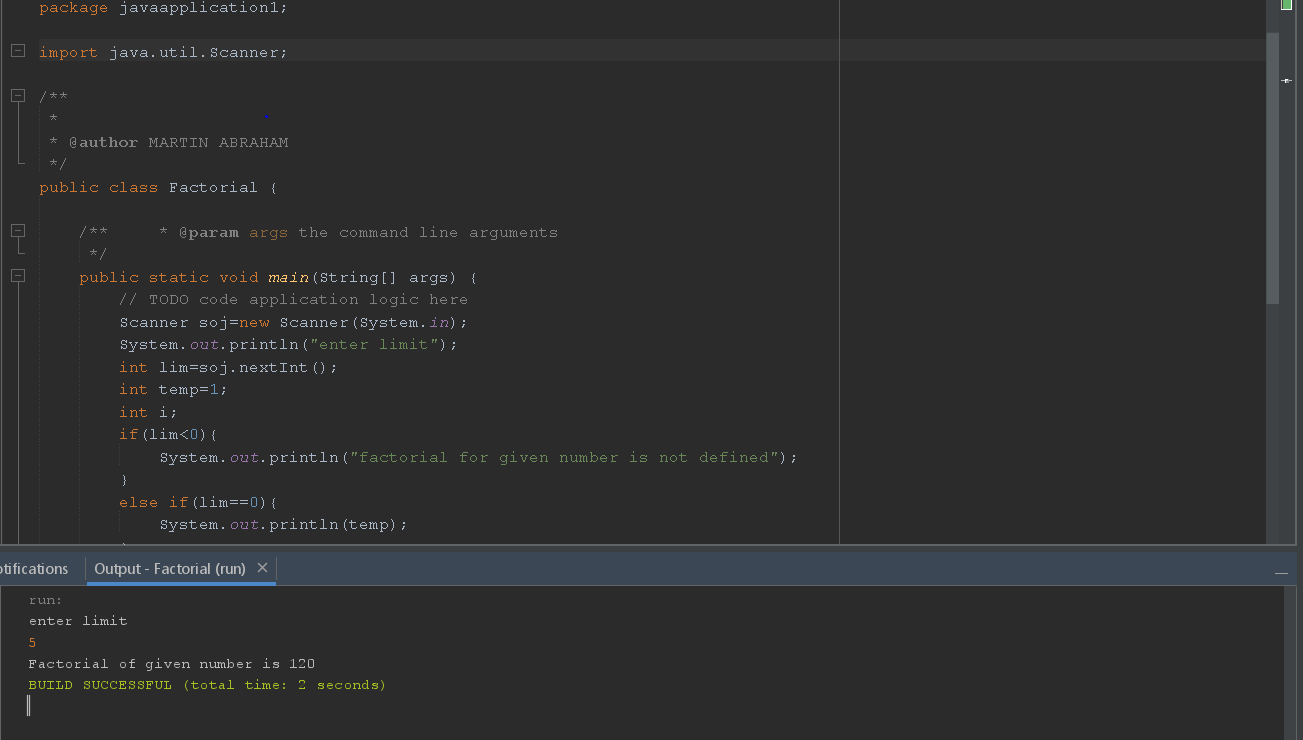 package javaapplication1;
import java.util.Scanner;
/**
*
* @author MARTIN ABRAHAM
*/
public class Factorial {
/**      * @param args the command line arguments
*/
public static void main(String[] args) {
// TODO code application logic here
Scanner soj=new Scanner(System.in);
System.out.println("enter limit");
int lim=soj.nextInt();
int temp=1;
int i;
if(lim<0){
System.out.println("factorial for given number is not defined");
}
else if(lim==0){
System.out.println(temp);
otifications
Output - Factorial (run)
run:
enter limit
5
Factorial of given number is 120
BUILD SUCCESSFUL (total time: 2 seconds)